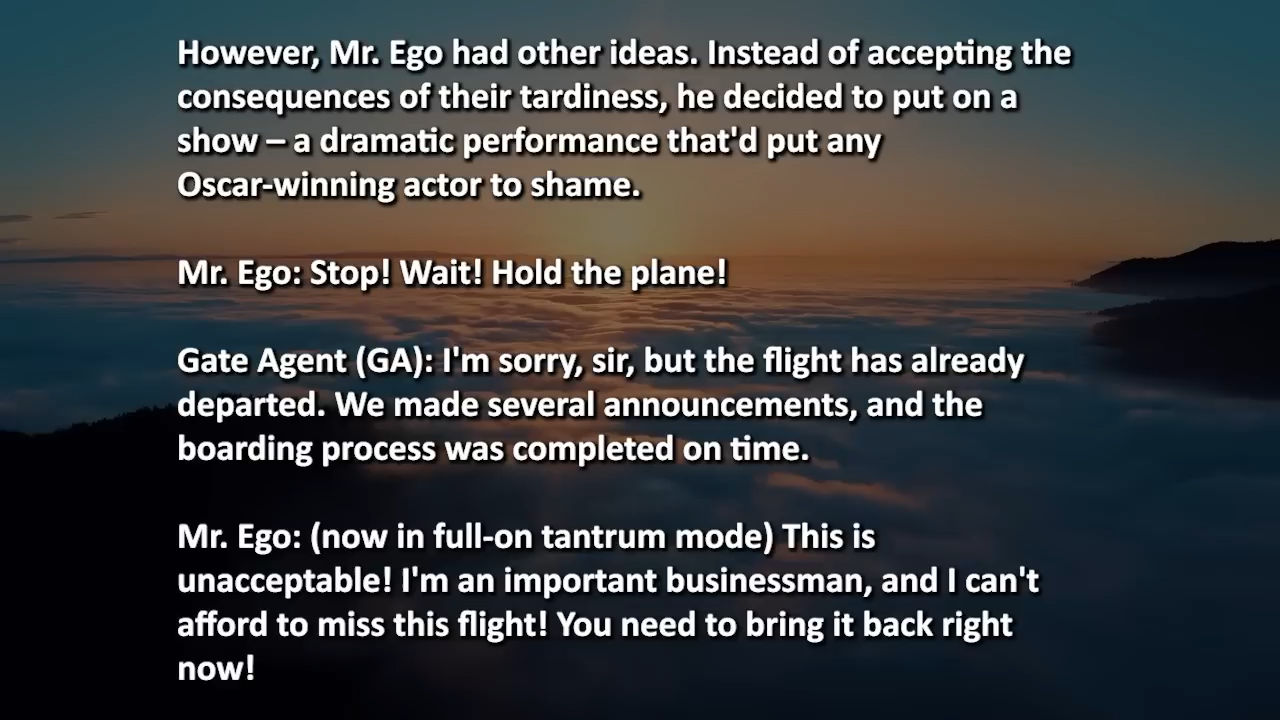 However, Mr. Ego had other ideas. Instead of accepting the
consequences of their tardiness, he decided to put on a
show – a dramatic performance that'd put any
Oscar-winning actor to shame.
Mr. Ego: Stop! Wait! Hold the plane!
Gate Agent (GA): I'm sorry, sir, but the flight has already
departed. We made several announcements, and the
boarding process was completed on time.
Mr. Ego: (now in full-on tantrum mode) This is
unacceptable! I'm an important businessman, and I can't
afford to miss this flight! You need to bring it back right
now!